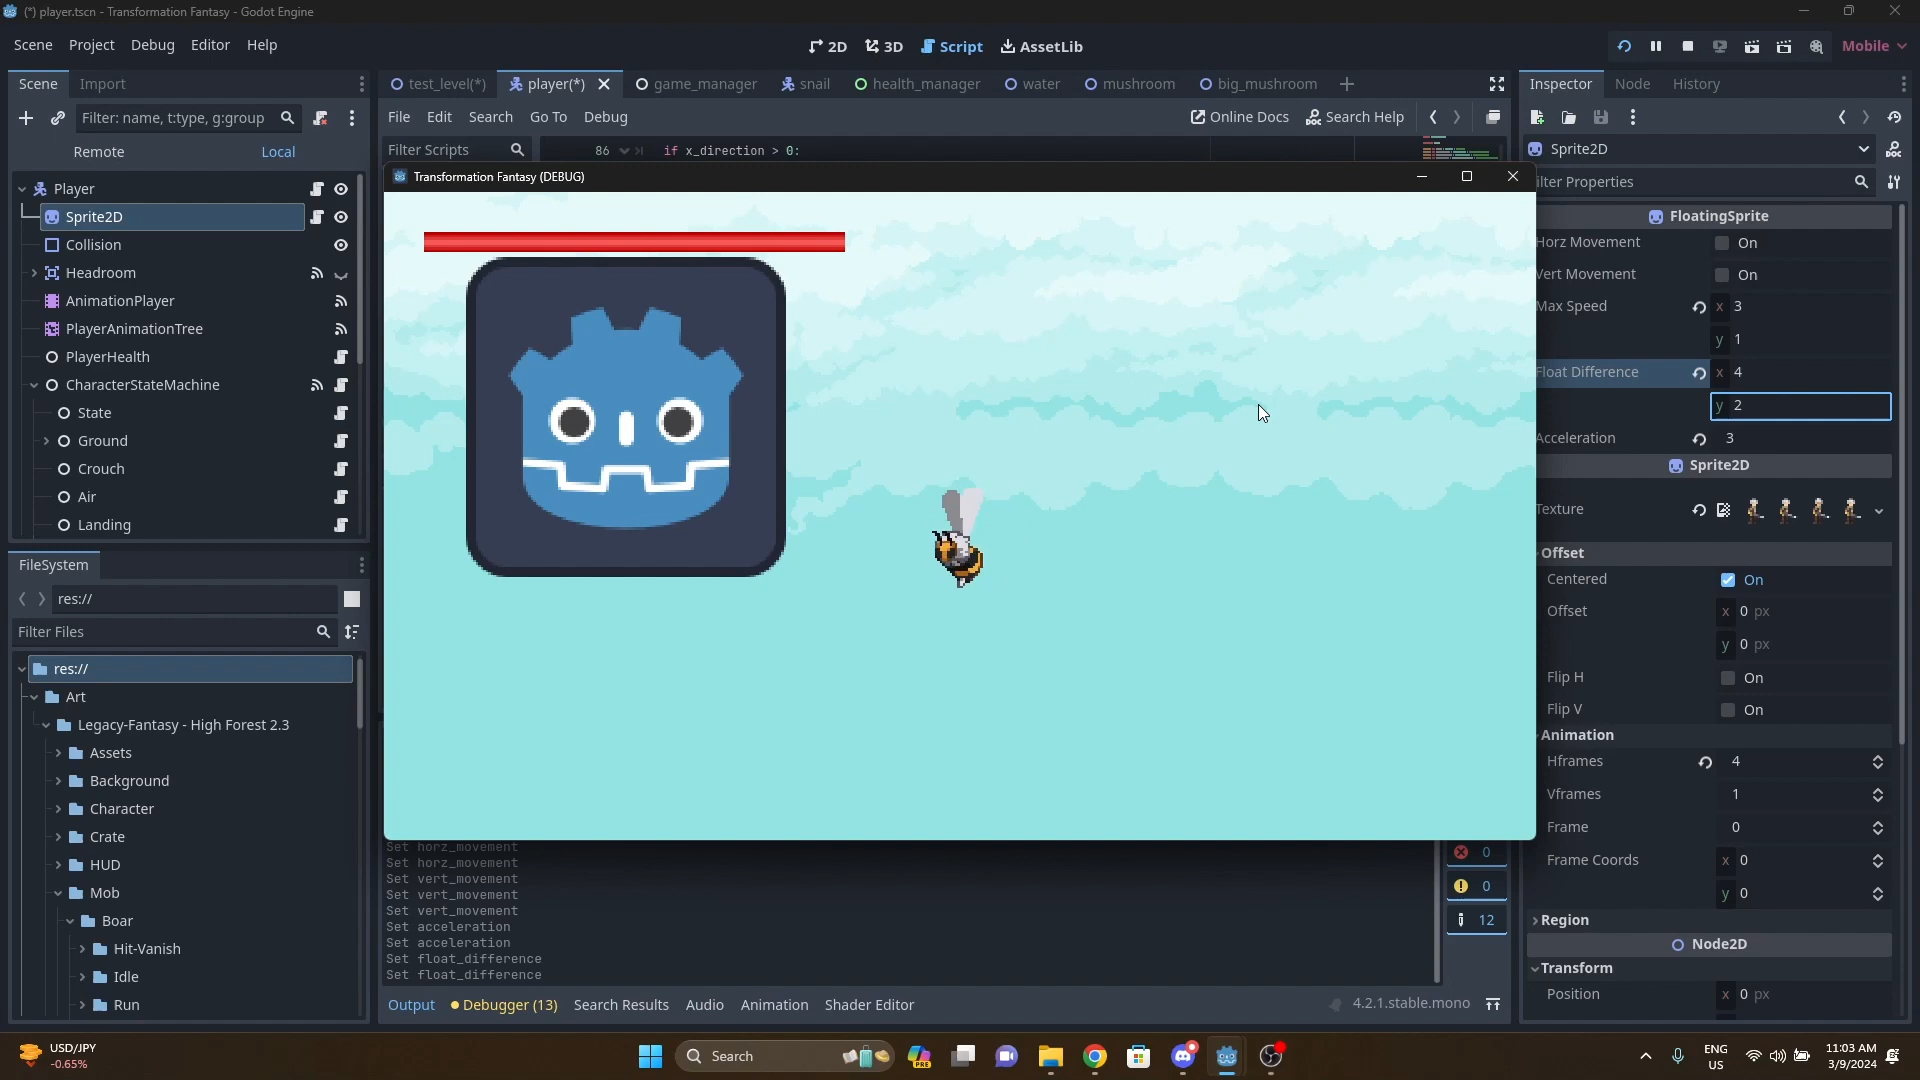 (*) player.tscn - Transformation Fantasy - Godot Engine
Scene Project Debug Editor Help
2D 3D Script AssetLib
Mobile
Scene Import
test_level(*) player(*) game_manager snail health_manager water mushroom big_mushroom
Inspector Node History
Filter: name, t:type, g:group
File Edit Search Go To Debug
Online Docs Search Help
Remote Local
Filter Scripts
86 if x_direction > 0:
Sprite2D
Transformation Fantasy (DEBUG)
ilter Properties
Player
Sprite2D
Collision
Headroom
AnimationPlayer
PlayerAnimationTree
PlayerHealth
CharacterStateMachine
State
Ground
Crouch
Air
Landing
FloatingSprite
Horz Movement On
Vert Movement On
Max Speed x 3
y 1
Float Difference x 4
y 2
Acceleration 3
Sprite2D
Texture
Offset
Centered On
Offset x 0 px
y 0 px
Flip H On
Flip V On
Animation
Hframes 4
Vframes 1
Frame 0
Frame Coords x 0
y 0
Region
Node2D
Transform
Position x 0 px
FileSystem
res://
Filter Files
res://
Art
Legacy-Fantasy - High Forest 2.3
Assets
Background
Character
Crate
HUD
Mob
Boar
Hit-Vanish
Idle
Run
Set horz_movement
Set horz_movement
Set vert_movement
Set vert_movement
Set vert_movement
Set acceleration
Set acceleration
Set float_difference
Set float_difference
0
0
12
Output Debugger (13) Search Results Audio Animation Shader Editor
4.2.1.stable.mono
USD/JPY
-0.65%
Search
PRE
ENG
US
11:03 AM
3/9/2024